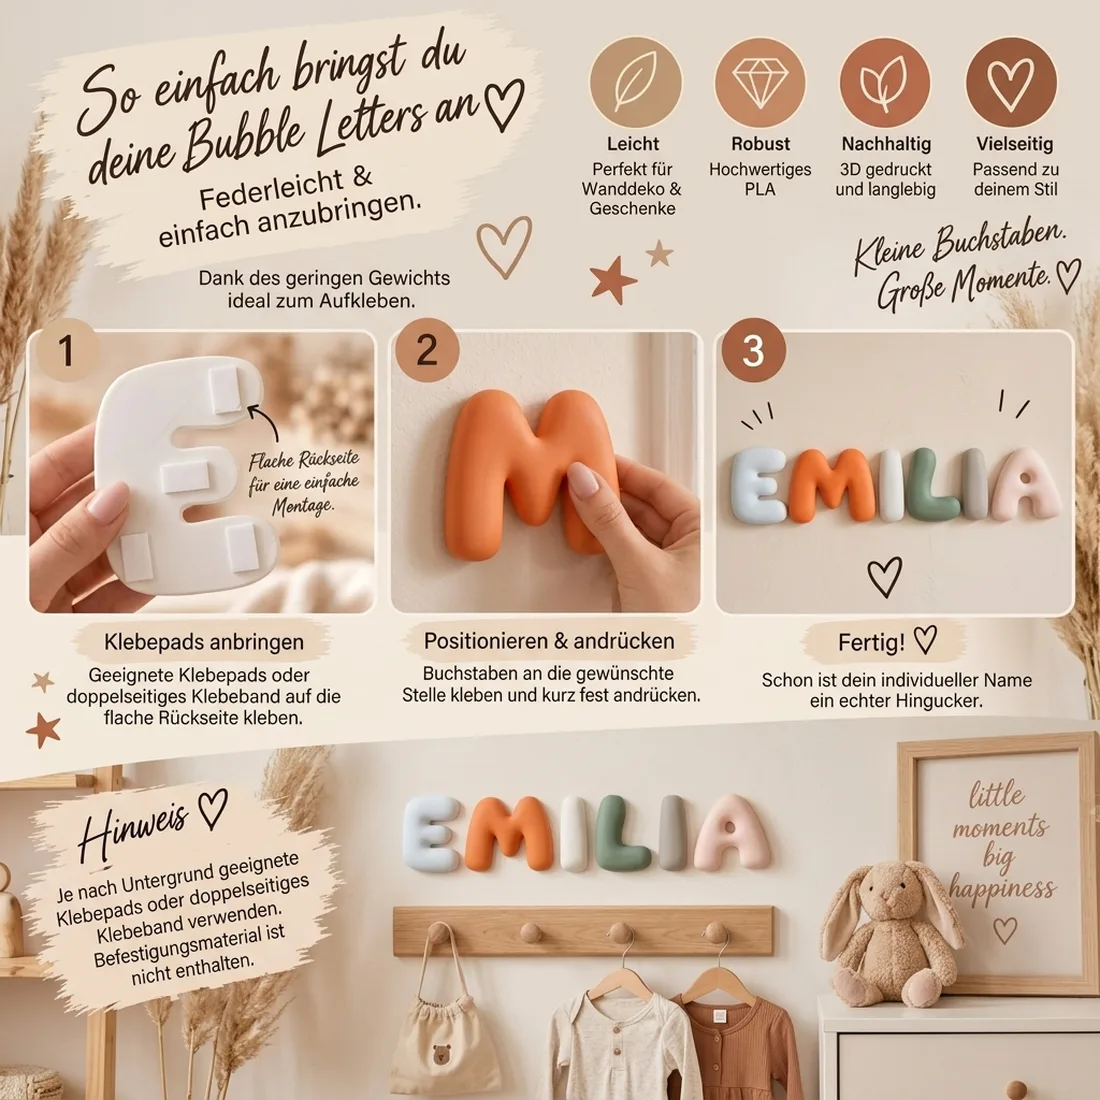 So einfach bringst du
deine Bubble Letters an
Federleicht &
einfach anzubringen.
Dank des geringen Gewichts
ideal zum Aufkleben.
Leicht
Perfekt für
Wanddeko &
Geschenke
Robust
Hochwertiges
PLA
Nachhaltig
3D gedruckt
und langlebig
Vielseitig
Passend zu
deinem Stil
Kleine Buchstaben.
Große Momente.
1
Flache Rückseite
für eine einfache
Montage.
2
M
3
EMILIA
Klebepads anbringen
Geeignete Klebepads oder
doppelseitiges Klebeband auf die
flache Rückseite kleben.
Positionieren & andrücken
Buchstaben an die gewünschte
Stelle kleben und kurz fest andrücken.
Fertig!
Schon ist dein individueller Name
ein echter Hingucker.
Hinweis
Je nach Untergrund geeignete
Klebepads oder doppelseitiges
Klebeband verwenden.
Befestigungsmaterial ist
nicht enthalten.
EMILIA
little
moments
big
happiness